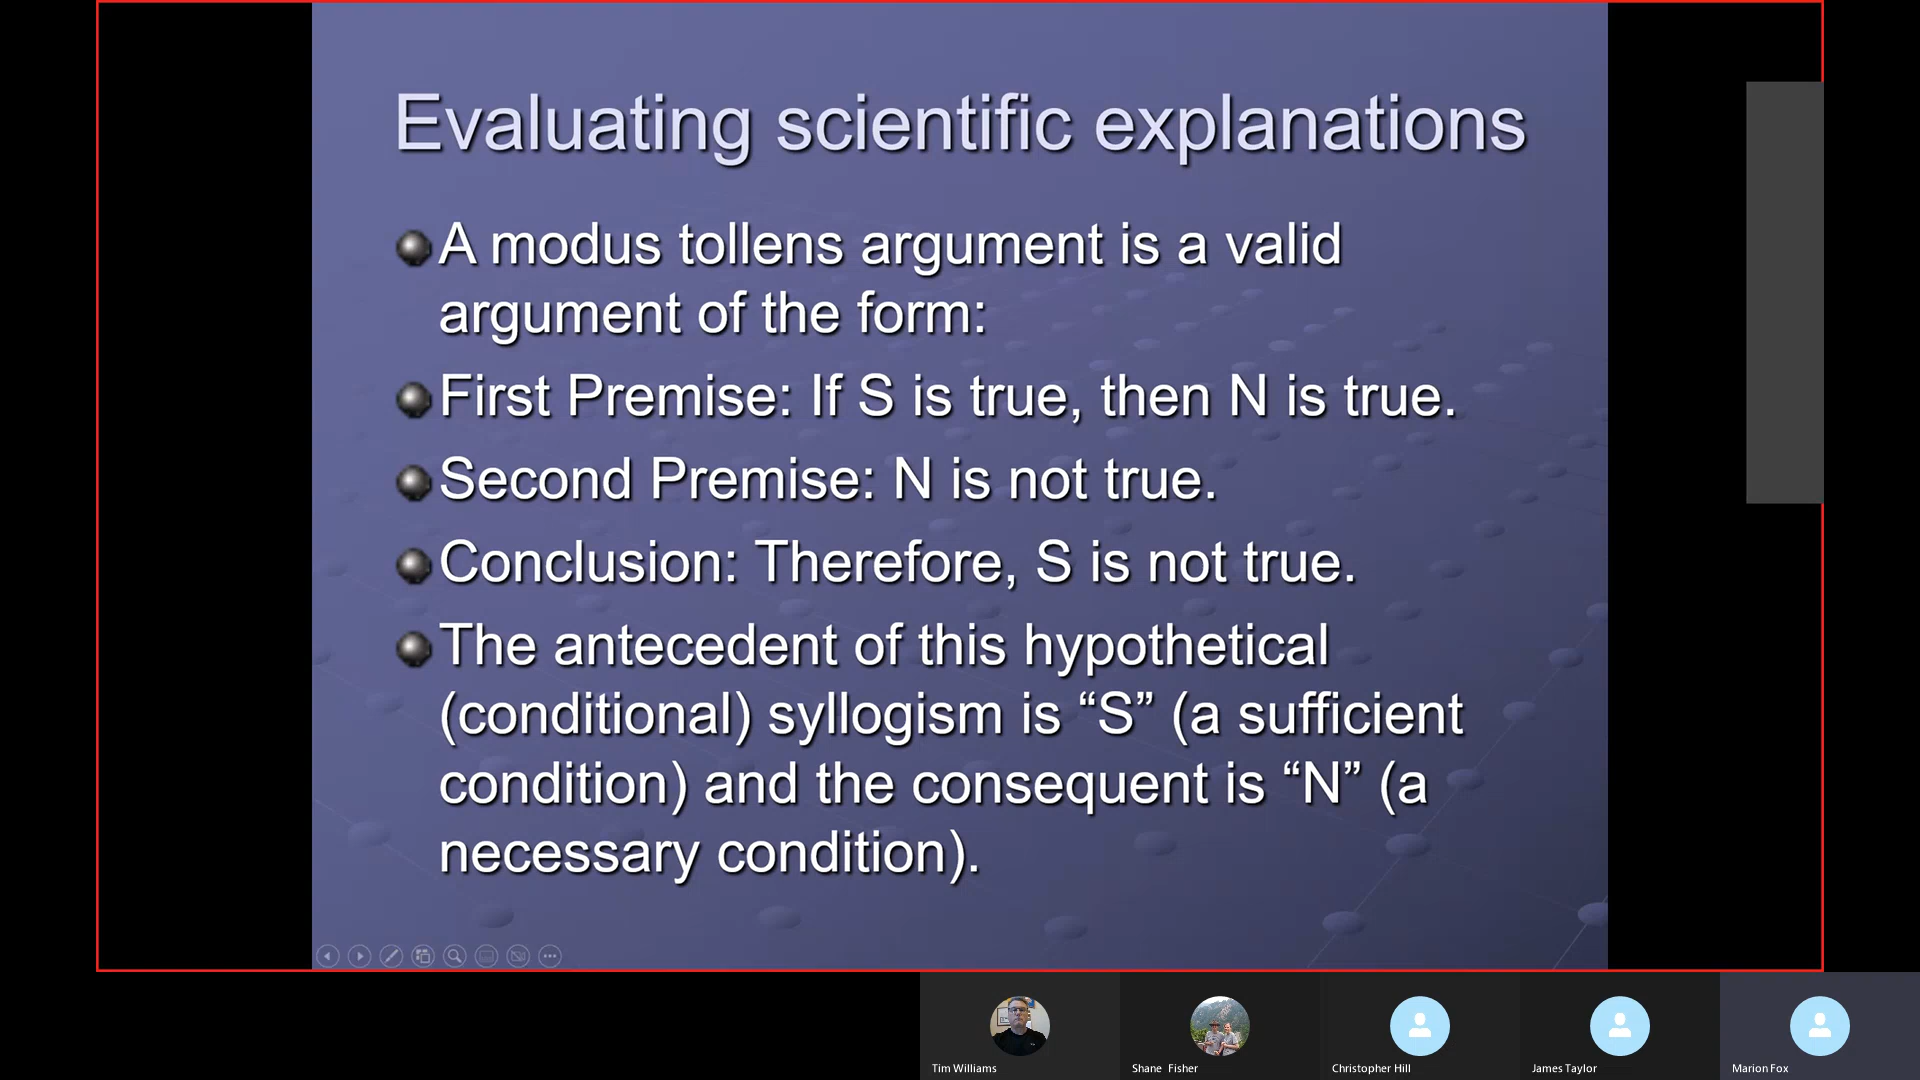 Evaluating scientific explanations
A modus tollens argument is a valid
argument of the form:
First Premise: If S is true, then N is true.
Second Premise: N is not true.
Conclusion: Therefore, S is not true.
The antecedent of this hypothetical
(conditional) syllogism is “S” (a sufficient
condition) and the consequent is “N” (a
necessary condition).
Tim Williams
Shane  Fisher
Christopher Hill
James Taylor
Marion Fox